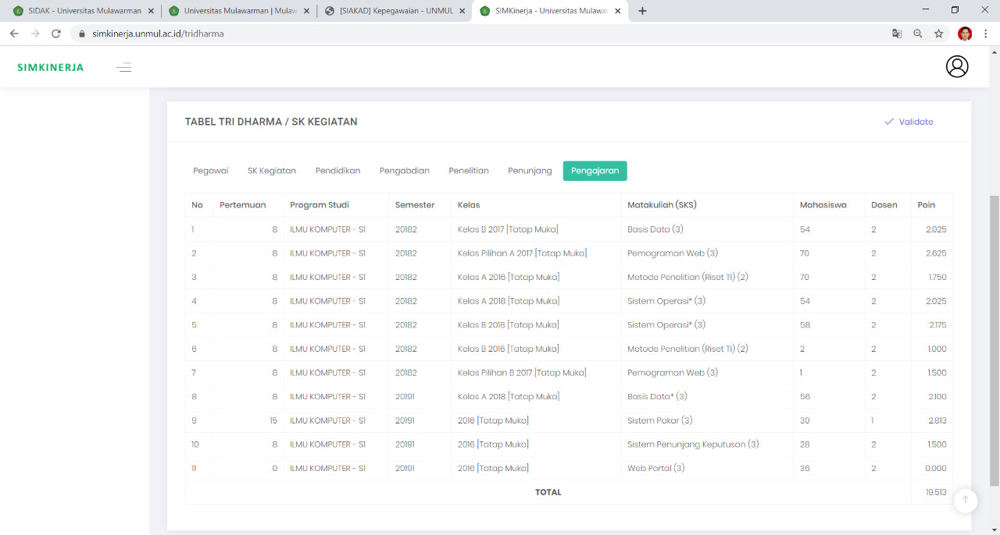 SIDAK - Universitas Mulawarman
Universitas Mulawarman | Mulaw
[SIAKAD] Kepegawaian - UNMUL
SIMKinerja - Universitas Mulawar
simkinerja.unmul.ac.id/tridharma
SIMKINERJA
TABEL TRI DHARMA / SK KEGIATAN
Validate
Pegawai SK Kegiatan Pendidikan Pengabdian Penelitian Penunjang Pengajaran
No Pertemuan Program Studi Semester Kelas Matakuliah (SKS) Mahasiswa Dosen Poin
1 8 ILMU KOMPUTER - S1 20182 Kelas B 2017 [Tatap Muka] Basis Data (3) 54 2 2.025
2 8 ILMU KOMPUTER - S1 20182 Kelas Pilihan A 2017 [Tatap Muka] Pemograman Web (3) 70 2 2.625
3 8 ILMU KOMPUTER - S1 20182 Kelas A 2016 [Tatap Muka] Metode Penelitian (Riset TI) (2) 70 2 1.750
4 8 ILMU KOMPUTER - S1 20182 Kelas A 2018 [Tatap Muka] Sistem Operasi* (3) 54 2 2.025
5 8 ILMU KOMPUTER - S1 20182 Kelas B 2018 [Tatap Muka] Sistem Operasi* (3) 58 2 2.175
6 8 ILMU KOMPUTER - S1 20182 Kelas B 2016 [Tatap Muka] Metode Penelitian (Riset TI) (2) 2 2 1.000
7 8 ILMU KOMPUTER - S1 20182 Kelas Pilihan B 2017 [Tatap Muka] Pemograman Web (3) 1 2 1.500
8 8 ILMU KOMPUTER - S1 20191 Kelas A 2018 [Tatap Muka] Basis Data* (3) 56 2 2.100
9 15 ILMU KOMPUTER - S1 20191 2016 [Tatap Muka] Sistem Pakar (3) 30 1 2.813
10 8 ILMU KOMPUTER - S1 20191 2016 [Tatap Muka] Sistem Penunjang Keputusan (3) 28 2 1.500
11 0 ILMU KOMPUTER - S1 20191 2016 [Tatap Muka] Web Portal (3) 36 2 0.000
TOTAL 19.513